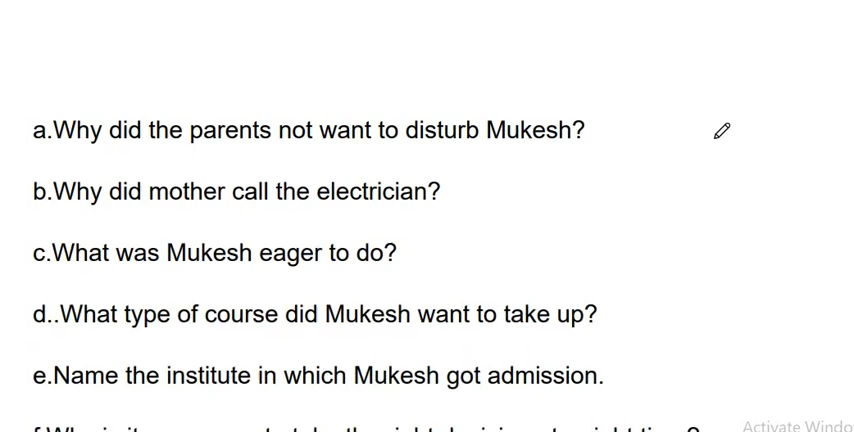 a.Why did the parents not want to disturb Mukesh?
b.Why did mother call the electrician?
c.What was Mukesh eager to do?
d..What type of course did Mukesh want to take up?
e.Name the institute in which Mukesh got admission.
Activate Windo